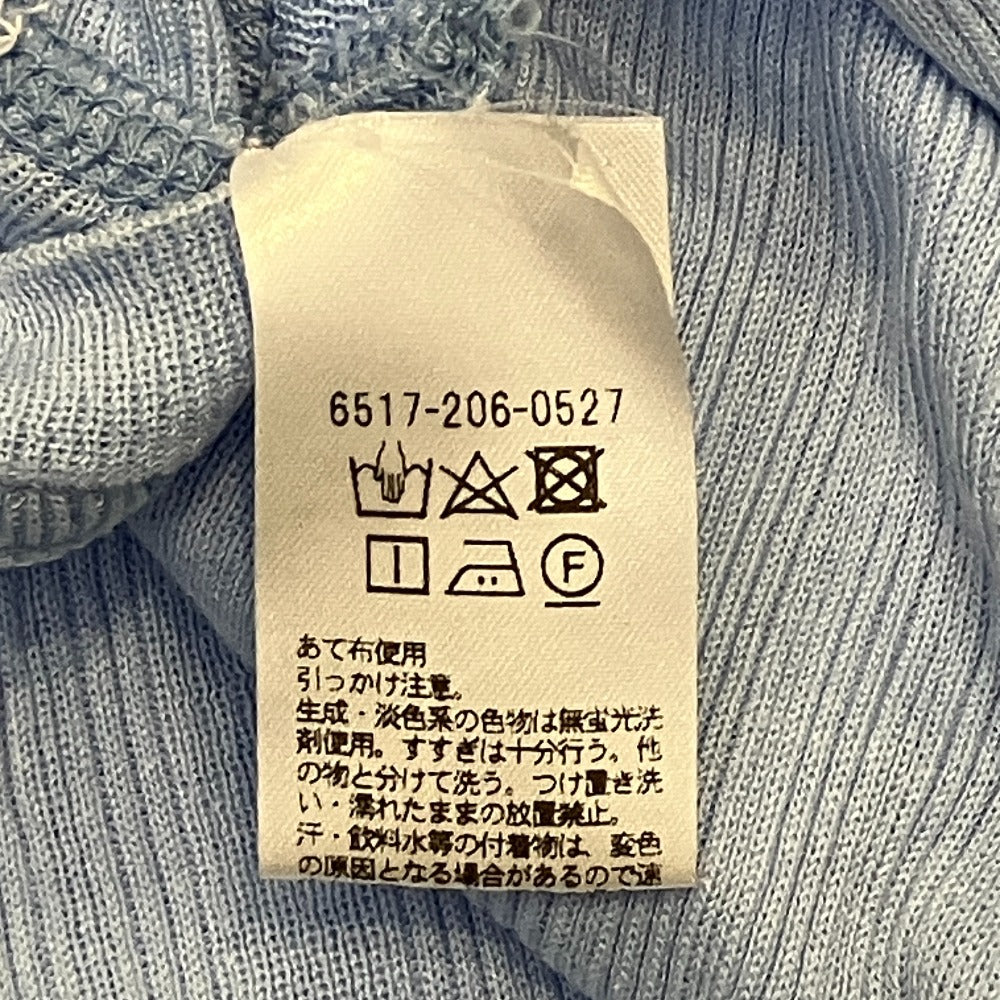 6517-206-0527
F
あて布使用
引っかけ注意。
生成・淡色系の色物は無蛍光洗
剤使用。すすぎは十分行う。他
の物と分けて洗う。つけ置き洗
い・濡れたままの放置禁止。
汗・飲料水等の付着物は、変色
の原因となる場合があるので速